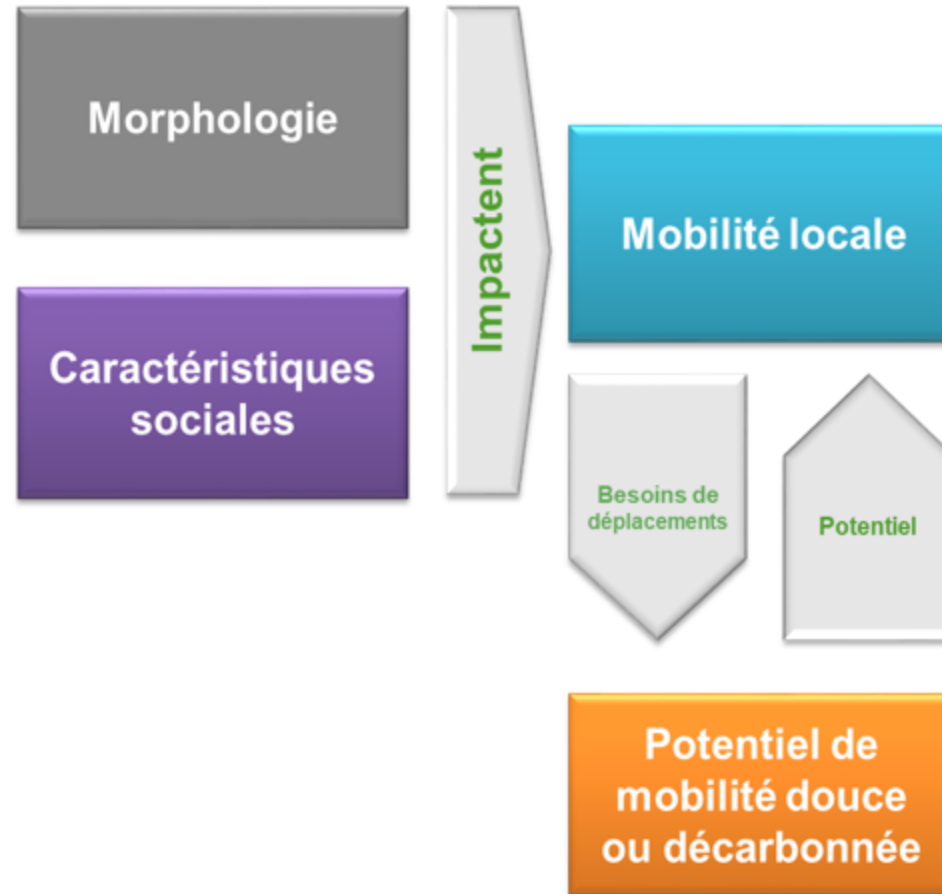 Morphologie
Caractéristiques
sociales
Impactent
Mobilité locale
Besoins de
déplacements
Potentiel
Potentiel de
mobilité douce
ou décarbonnée